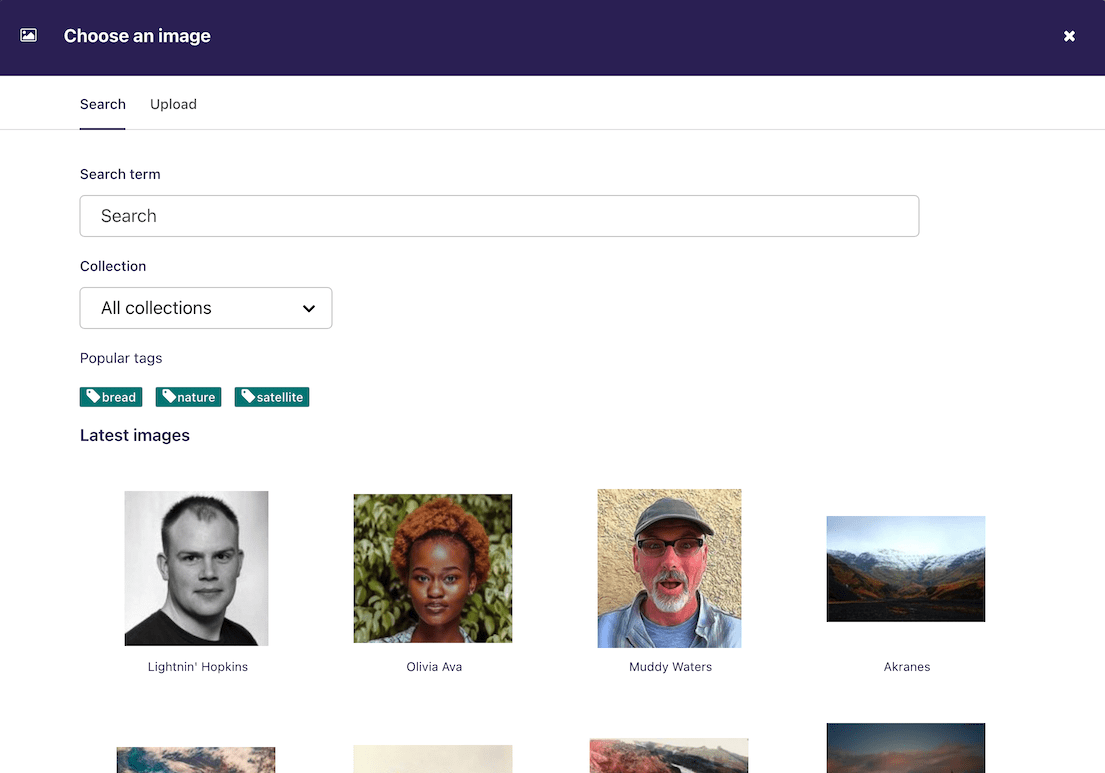 Choose an image
Search Upload
Search term
Search
Collection
All collections
Popular tags
bread nature satellite
Latest images
Lightnin' Hopkins Olivia Ava Muddy Waters Akranes